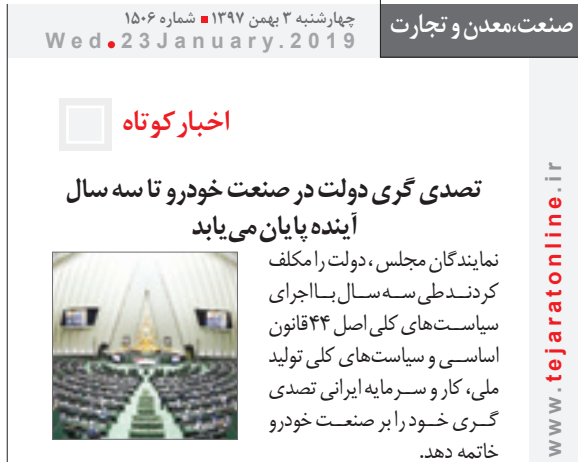 صنعت،معدن و تجارت
چهارشنبه ۳ بهمن ۱۳۹۷ شماره ۱۵۰۶
Wed.23January.2019
اخبار کوتاه
تصدی گری دولت در صنعت خودرو تا سه سال
آینده پایان می‌یابد
نمایندگان مجلس، دولت را مکلف
کردند طی سه سال با اجرای
سیاست‌های کلی اصل ۴۴ قانون
اساسی و سیاست‌های کلی تولید
ملی، کار و سرمایه ایرانی تصدی
گری خود را بر صنعت خودرو
خاتمه دهد.
www.tejaratonline.ir